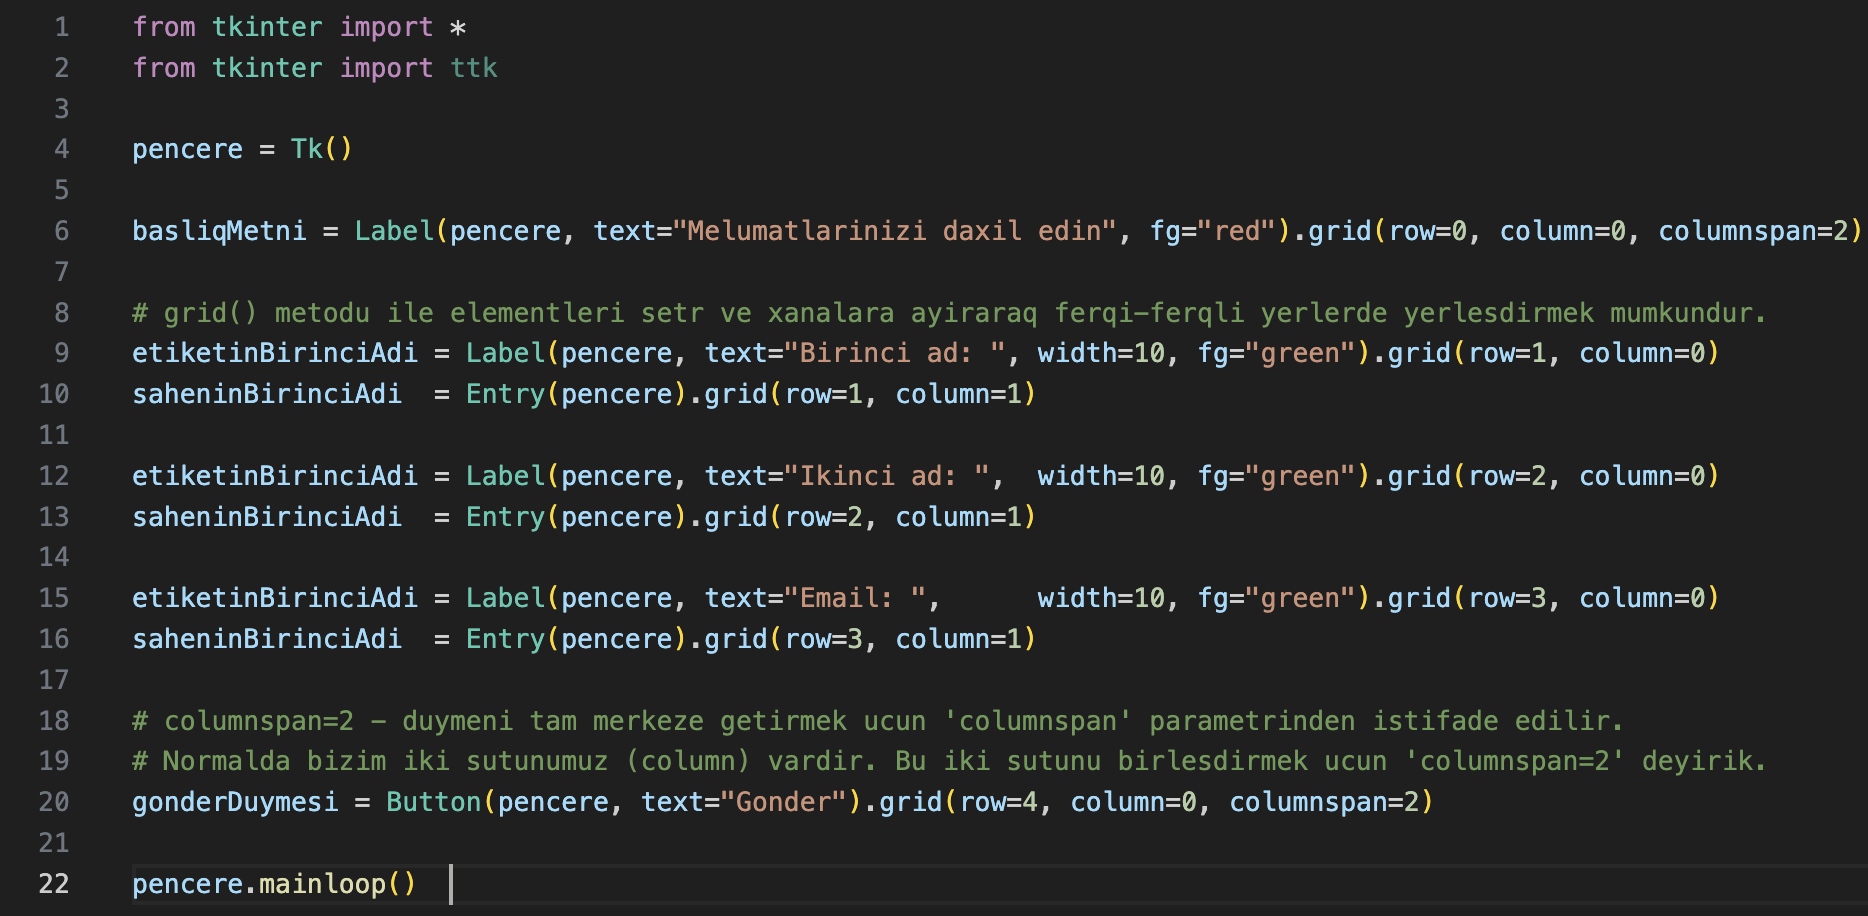 1 from tkinter import *
2 from tkinter import ttk
3
4 pencere = Tk()
5
6 basliqMetni = Label(pencere, text="Melumatlarinizi daxil edin", fg="red").grid(row=0, column=0, columnspan=2)
7
8 # grid() metodu ile elementleri setr ve xanalara ayiraraq ferqi-ferqli yerlerde yerlesdirmek mumkundur.
9 etiketinBirinciAdi = Label(pencere, text="Birinci ad: ", width=10, fg="green").grid(row=1, column=0)
10 saheninBirinciAdi  = Entry(pencere).grid(row=1, column=1)
11
12 etiketinBirinciAdi = Label(pencere, text="Ikinci ad: ",  width=10, fg="green").grid(row=2, column=0)
13 saheninBirinciAdi  = Entry(pencere).grid(row=2, column=1)
14
15 etiketinBirinciAdi = Label(pencere, text="Email: ",      width=10, fg="green").grid(row=3, column=0)
16 saheninBirinciAdi  = Entry(pencere).grid(row=3, column=1)
17
18 # columnspan=2 - duymeni tam merkeze getirmek ucun 'columnspan' parametrinden istifade edilir.
19 # Normalda bizim iki sutunumuz (column) vardir. Bu iki sutunu birlesdirmek ucun 'columnspan=2' deyirik.
20 gonderDuymesi = Button(pencere, text="Gonder").grid(row=4, column=0, columnspan=2)
21
22 pencere.mainloop()